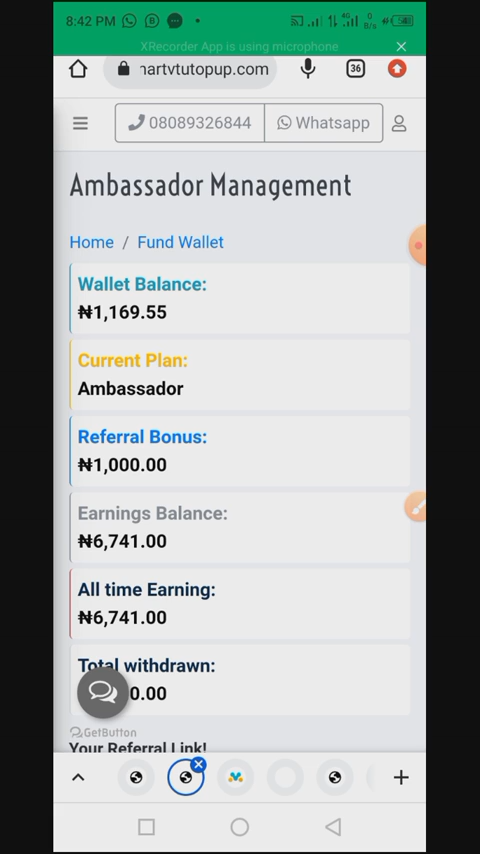 8:42 PM
4G
0
B/s
XRecorder App is using microphone
nartvtutopup.com
36
08089326844
Whatsapp
Ambassador Management
Home / Fund Wallet
Wallet Balance:
₦1,169.55
Current Plan:
Ambassador
Referral Bonus:
₦1,000.00
Earnings Balance:
₦6,741.00
All time Earning:
₦6,741.00
Total withdrawn:
0.00
GetButton
Your Referral Link!